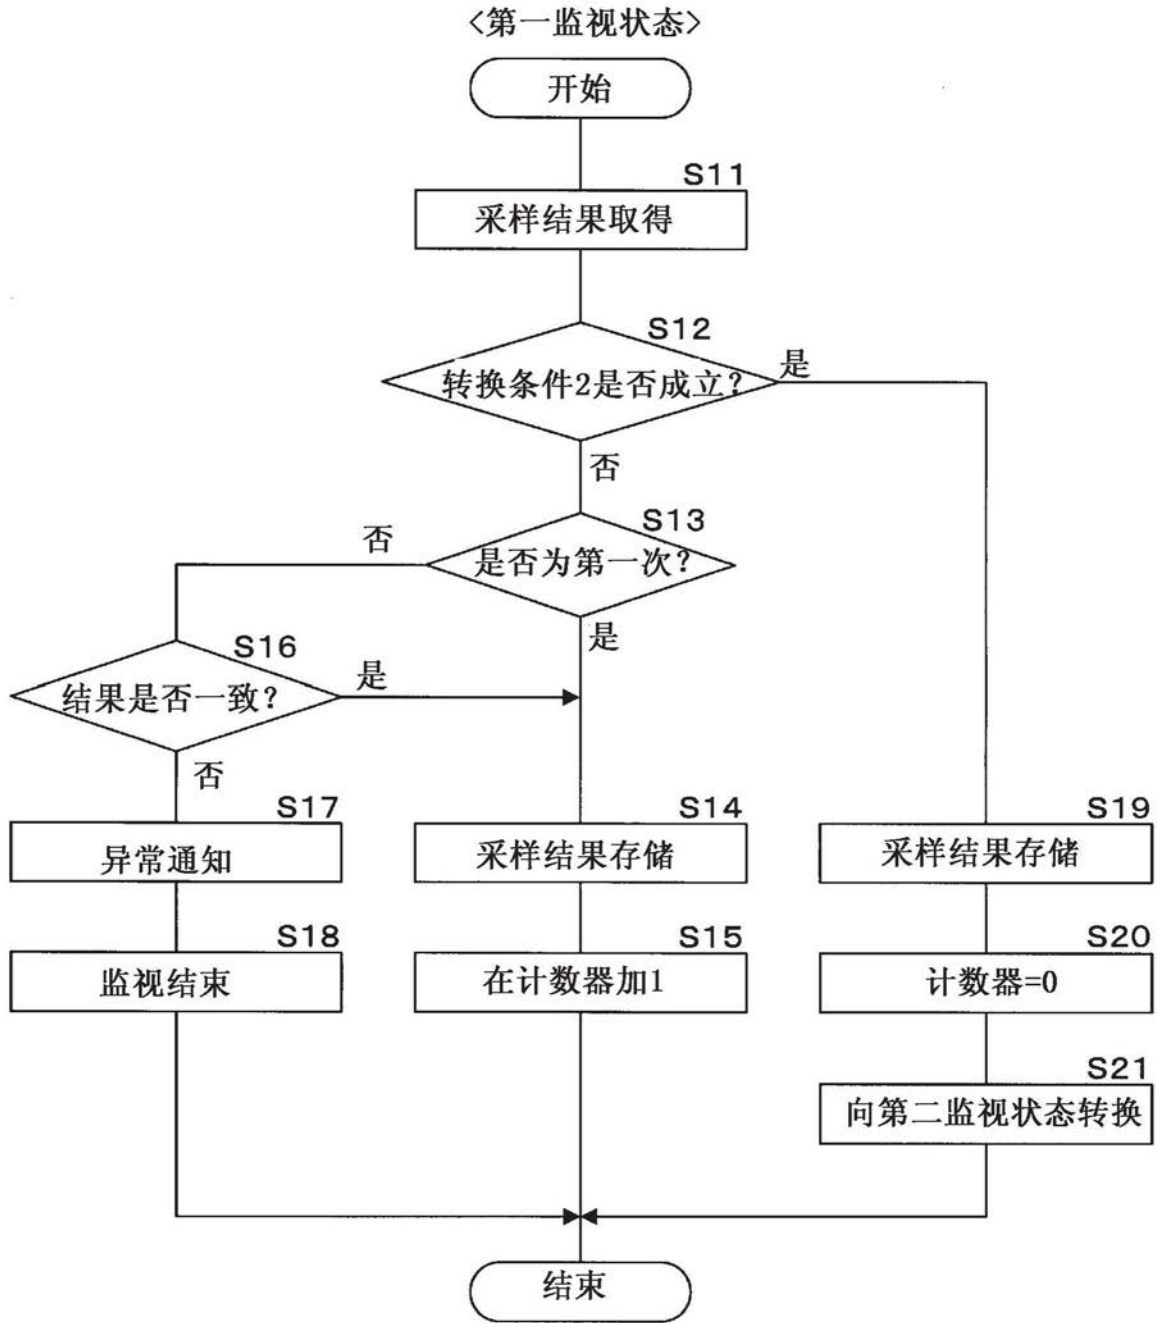 <第一监视状态>
开始
S11
采样结果取得
S12
转换条件2是否成立?
是
否
S13
是否为第一次?
否
是
S16
结果是否一致?
是
否
S17
异常通知
S14
采样结果存储
S19
采样结果存储
S18
监视结束
S15
在计数器加1
S20
计数器=0
S21
向第二监视状态转换
结束